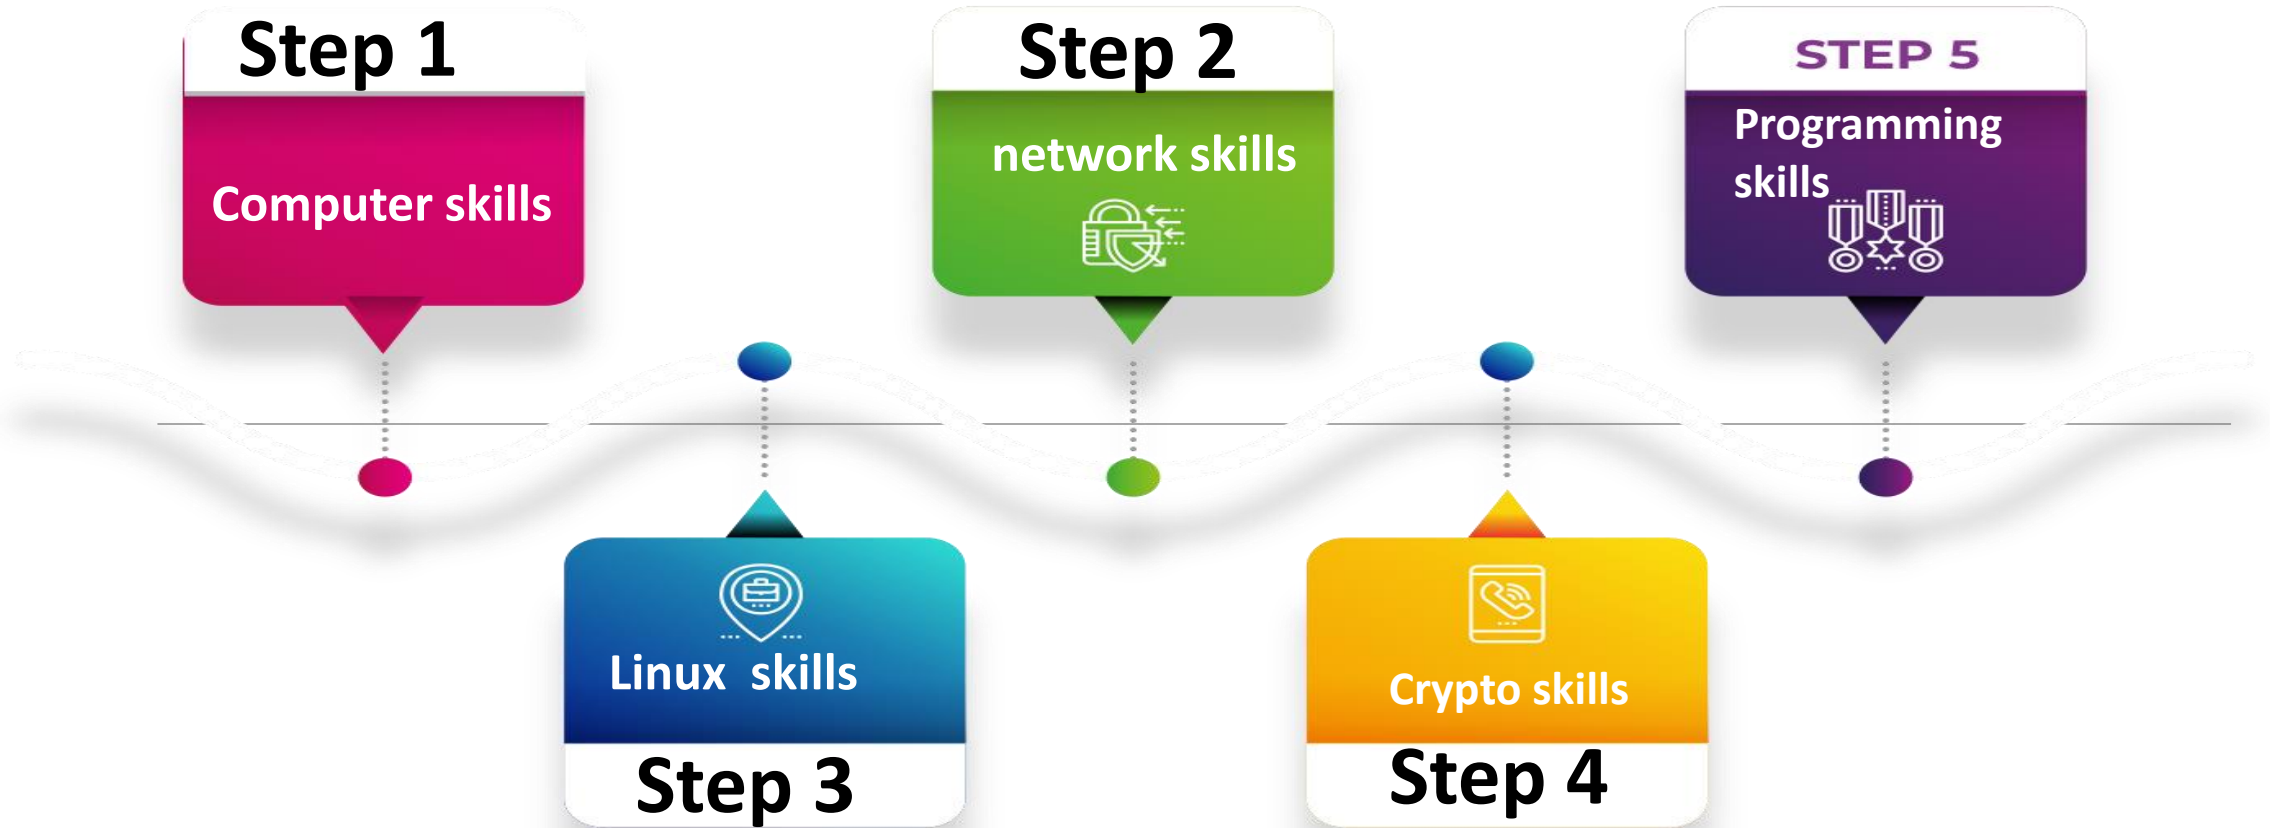 Step 1
Computer skills
Step 2
network skills
STEP 5
Programming
skills
Linux  skills
Step 3
Crypto skills
Step 4